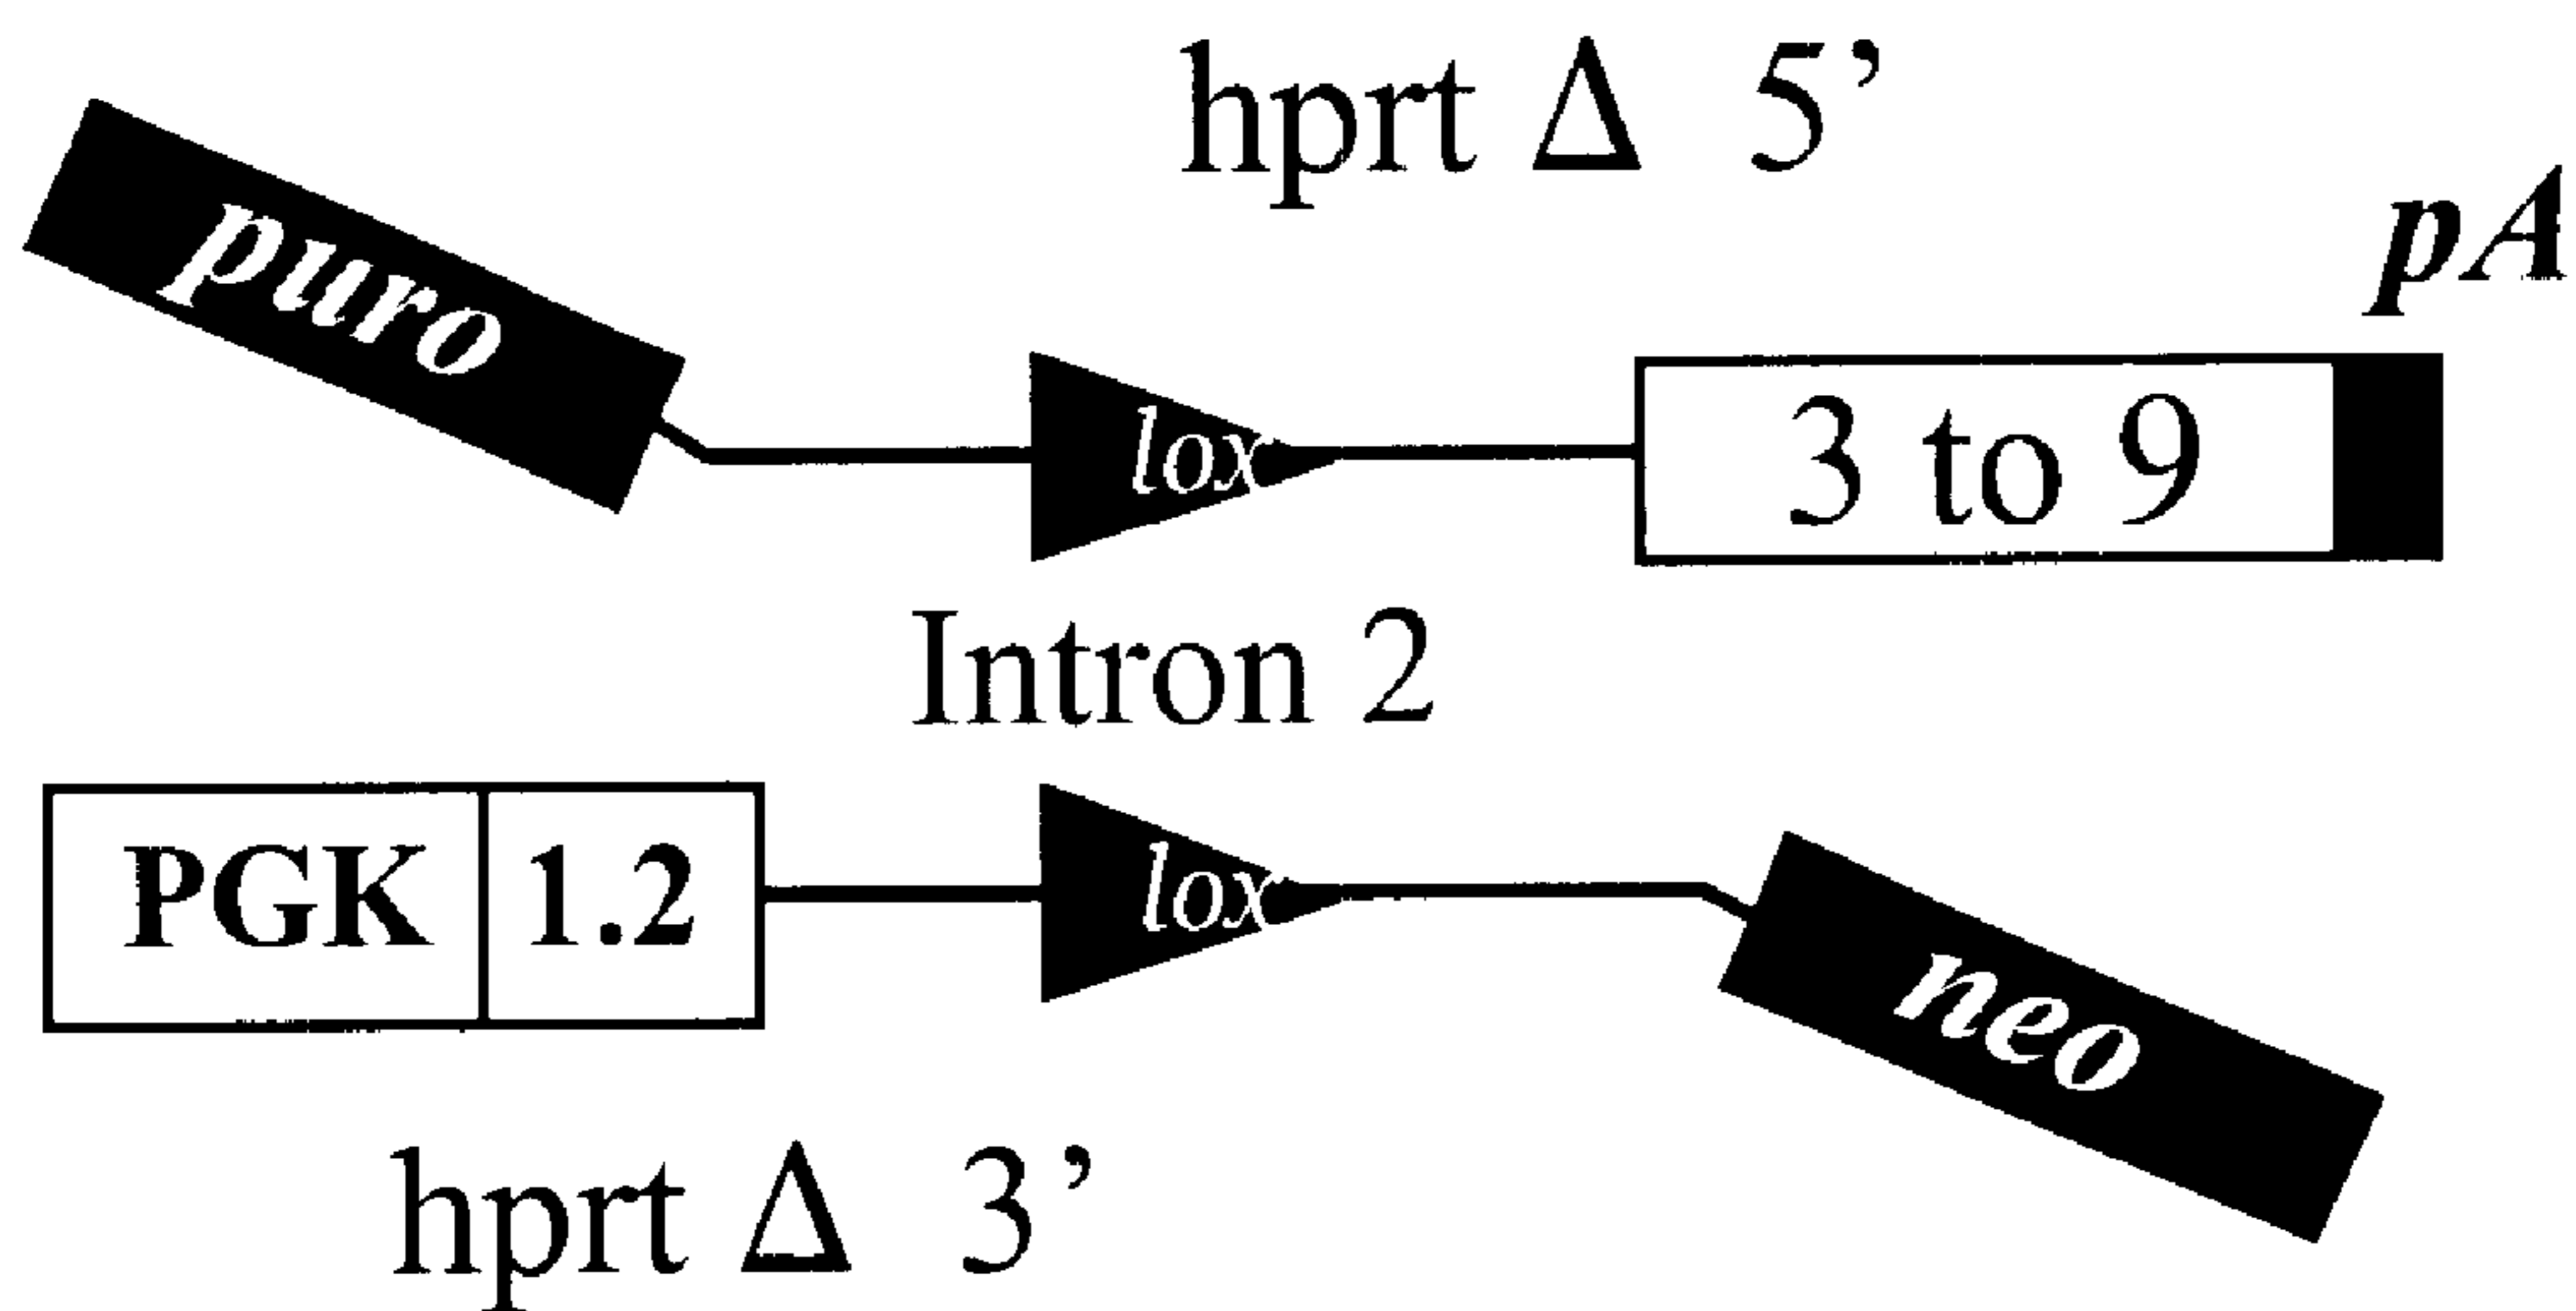 hprt Δ 5’
pA
puro
lox
3 to 9
Intron 2
PGK 1.2
lox
neo
hprt Δ 3’